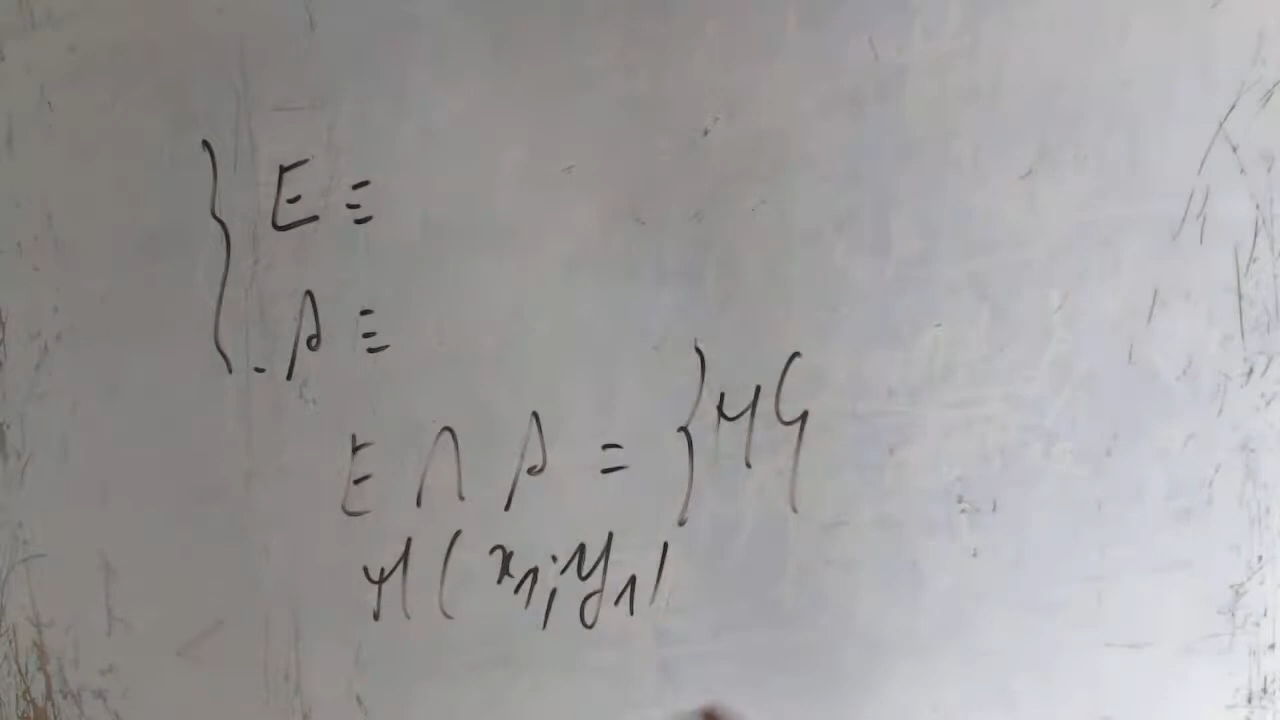 { E ≡
. P ≡
E ∩ P = {M}
M(x₁;y₁)